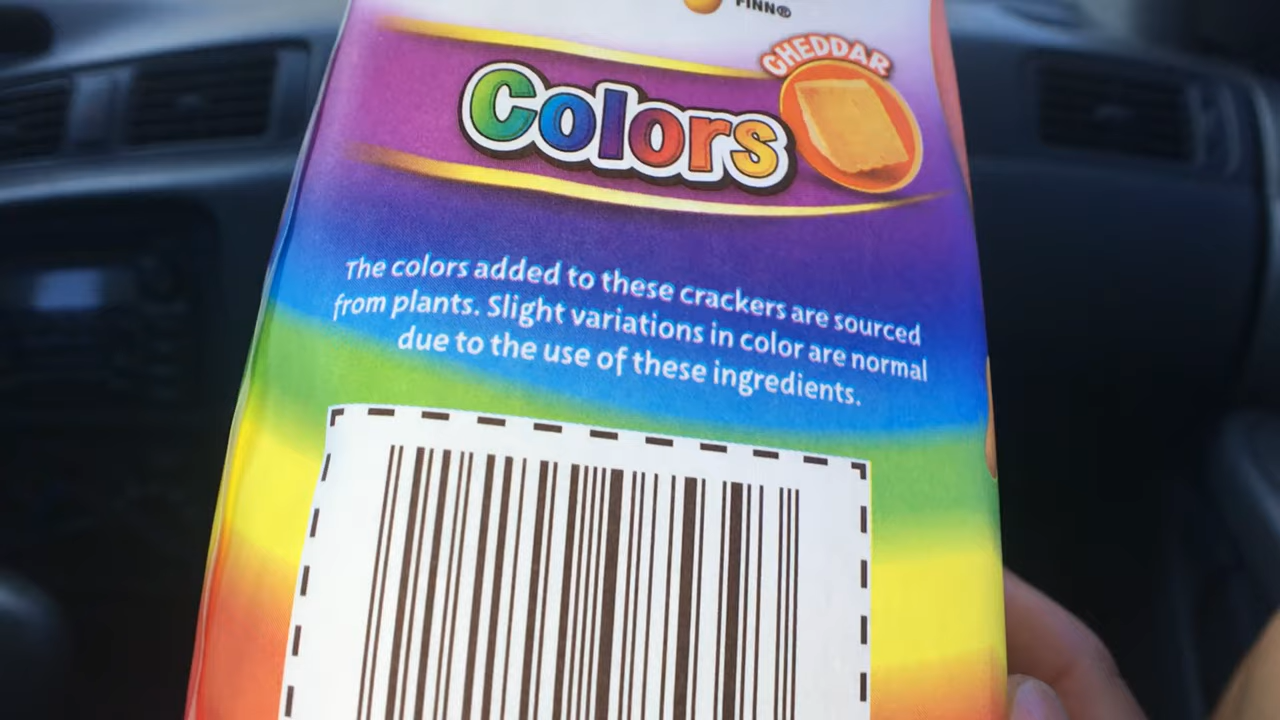 FINN®
CHEDDAR
Colors
The colors added to these crackers are sourced
from plants. Slight variations in color are normal
due to the use of these ingredients.